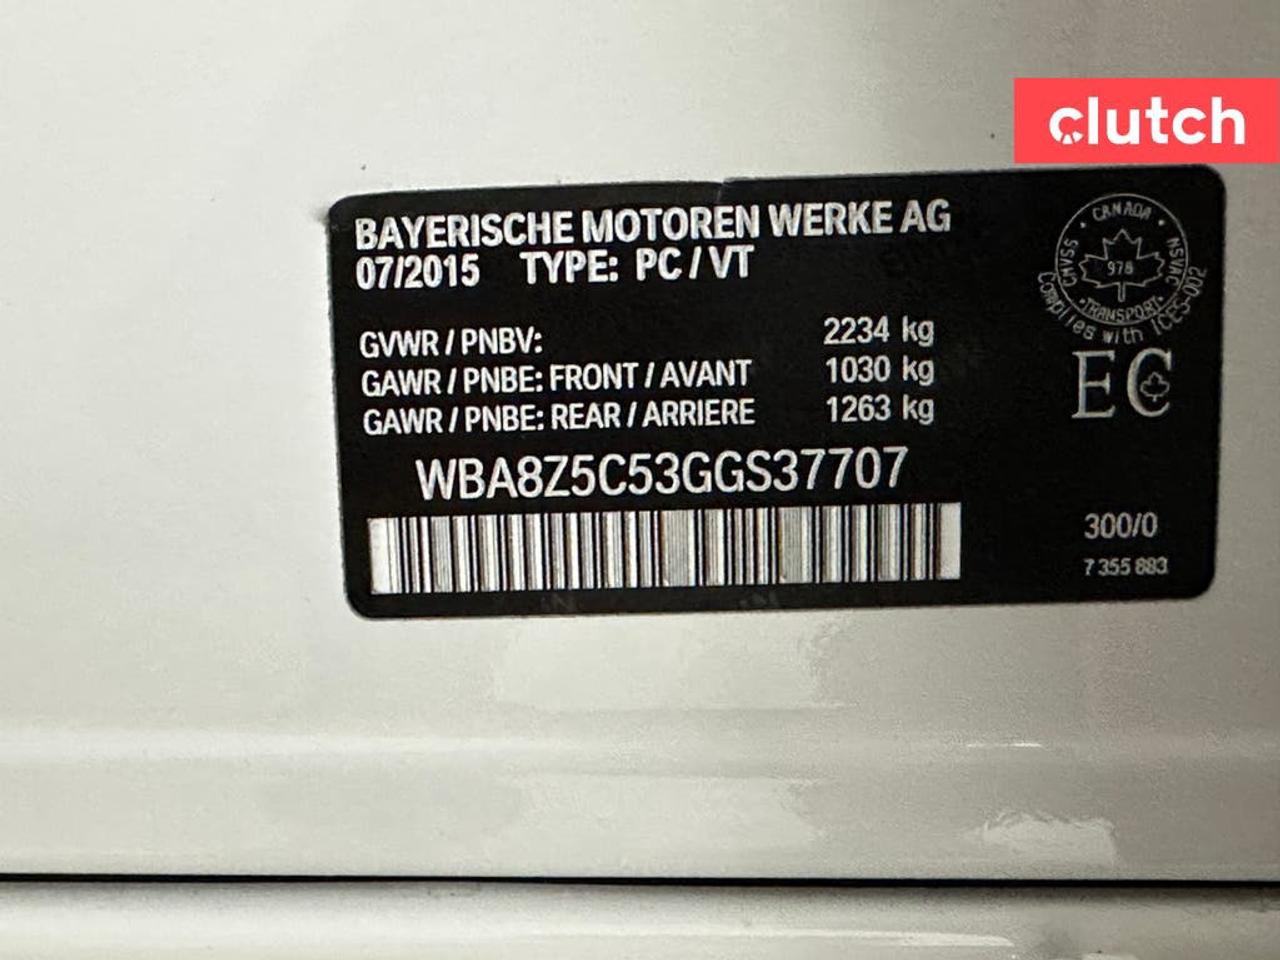 clutch
BAYERISCHE MOTOREN WERKE AG
07/2015 TYPE: PC / VT
GVWR / PNBV: 2234 kg
GAWR / PNBE: FRONT / AVANT 1030 kg
GAWR / PNBE: REAR / ARRIERE 1263 kg
WBA8Z5C53GGS37707
CANADA
CMVSS
NSVAC
978
TRANSPORT
Complies with ICES-002
EC
300/0
7 355 883